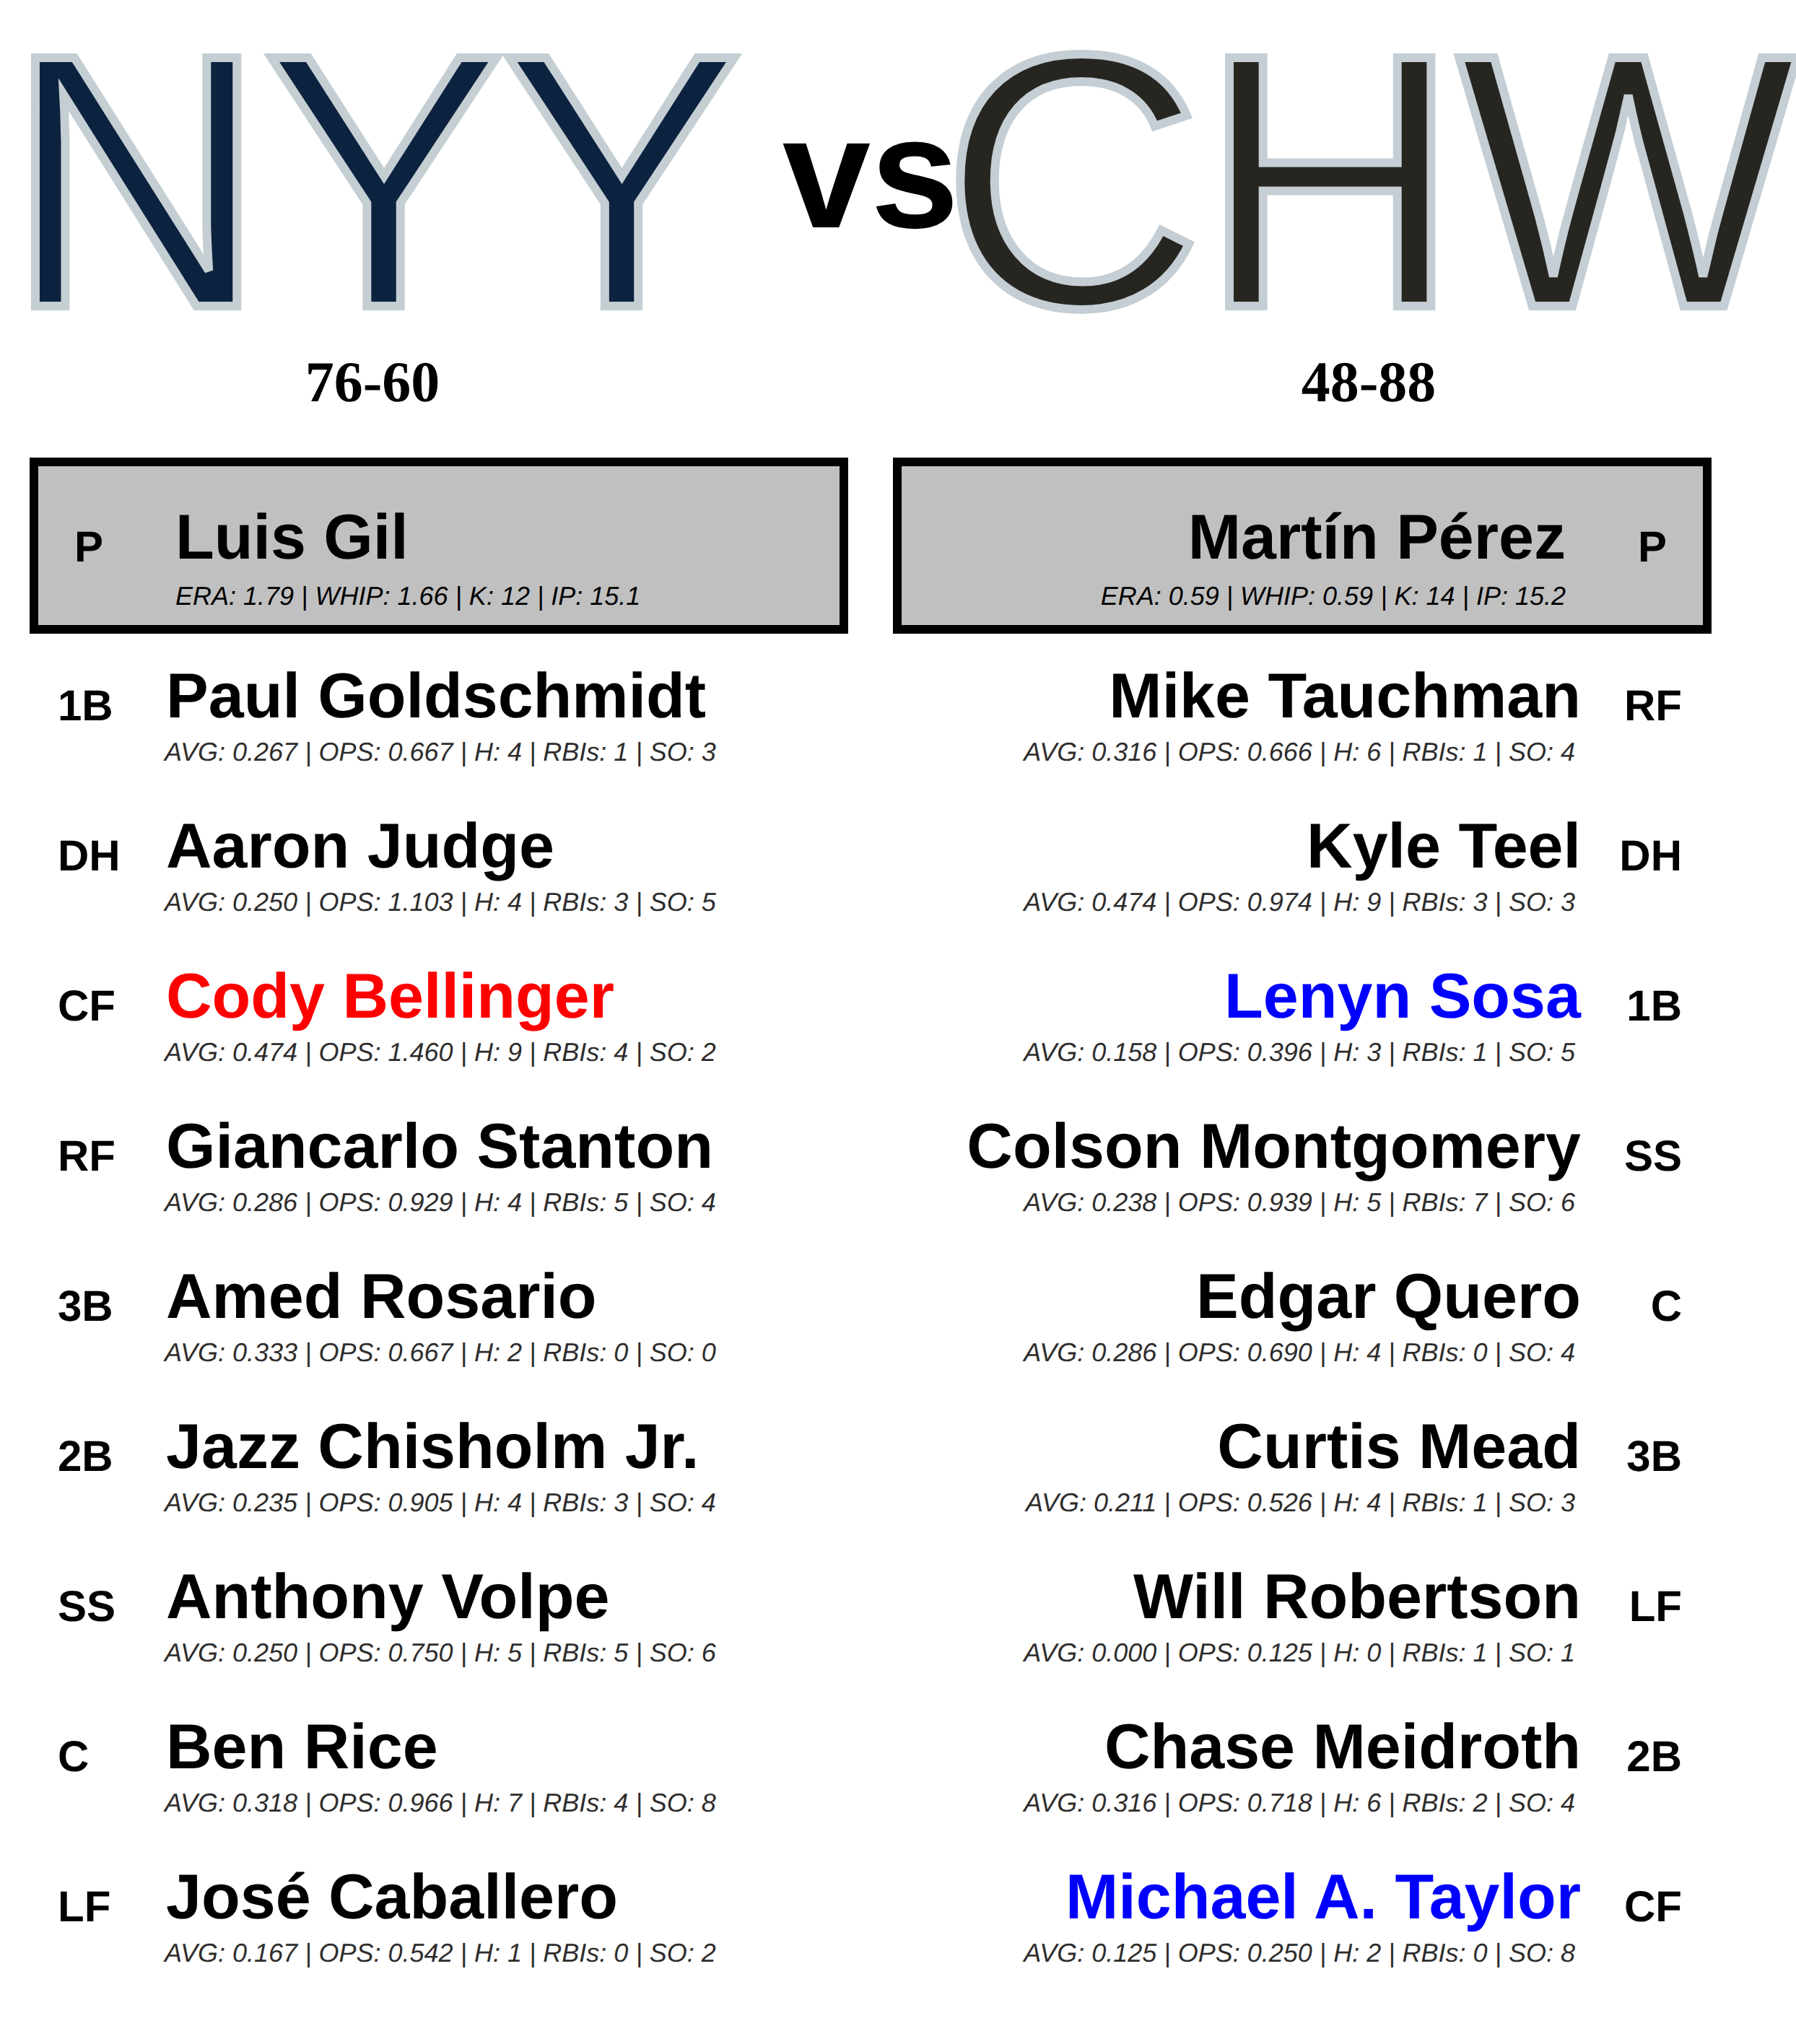 NYY vs CHW
76-60 48-88
P Luis Gil Martín Pérez P
ERA: 1.79 | WHIP: 1.66 | K: 12 | IP: 15.1 ERA: 0.59 | WHIP: 0.59 | K: 14 | IP: 15.2
1B Paul Goldschmidt Mike Tauchman RF
AVG: 0.267 | OPS: 0.667 | H: 4 | RBIs: 1 | SO: 3 AVG: 0.316 | OPS: 0.666 | H: 6 | RBIs: 1 | SO: 4
DH Aaron Judge Kyle Teel DH
AVG: 0.250 | OPS: 1.103 | H: 4 | RBIs: 3 | SO: 5 AVG: 0.474 | OPS: 0.974 | H: 9 | RBIs: 3 | SO: 3
CF Cody Bellinger Lenyn Sosa 1B
AVG: 0.474 | OPS: 1.460 | H: 9 | RBIs: 4 | SO: 2 AVG: 0.158 | OPS: 0.396 | H: 3 | RBIs: 1 | SO: 5
RF Giancarlo Stanton Colson Montgomery SS
AVG: 0.286 | OPS: 0.929 | H: 4 | RBIs: 5 | SO: 4 AVG: 0.238 | OPS: 0.939 | H: 5 | RBIs: 7 | SO: 6
3B Amed Rosario Edgar Quero C
AVG: 0.333 | OPS: 0.667 | H: 2 | RBIs: 0 | SO: 0 AVG: 0.286 | OPS: 0.690 | H: 4 | RBIs: 0 | SO: 4
2B Jazz Chisholm Jr. Curtis Mead 3B
AVG: 0.235 | OPS: 0.905 | H: 4 | RBIs: 3 | SO: 4 AVG: 0.211 | OPS: 0.526 | H: 4 | RBIs: 1 | SO: 3
SS Anthony Volpe Will Robertson LF
AVG: 0.250 | OPS: 0.750 | H: 5 | RBIs: 5 | SO: 6 AVG: 0.000 | OPS: 0.125 | H: 0 | RBIs: 1 | SO: 1
C Ben Rice Chase Meidroth 2B
AVG: 0.318 | OPS: 0.966 | H: 7 | RBIs: 4 | SO: 8 AVG: 0.316 | OPS: 0.718 | H: 6 | RBIs: 2 | SO: 4
LF José Caballero Michael A. Taylor CF
AVG: 0.167 | OPS: 0.542 | H: 1 | RBIs: 0 | SO: 2 AVG: 0.125 | OPS: 0.250 | H: 2 | RBIs: 0 | SO: 8